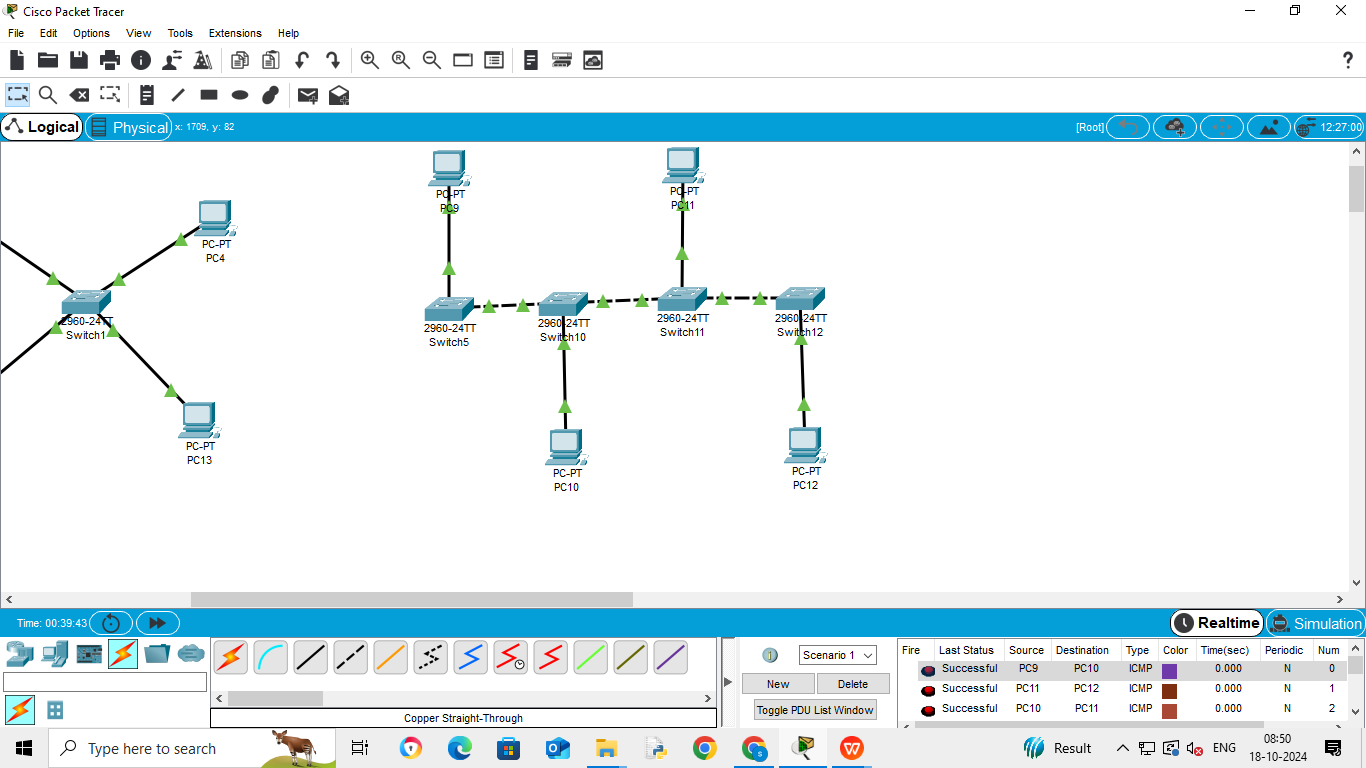 Cisco Packet Tracer
File Edit Options View Tools Extensions Help
Logical Physical x: 1709, y: 82 [Root] 12:27:00
PC-PT
PC9
PC-PT
PC11
PC-PT
PC4
2960-24TT
Switch1
2960-24TT
Switch5
2960-24TT
Switch10
2960-24TT
Switch11
2960-24TT
Switch12
PC-PT
PC13
PC-PT
PC10
PC-PT
PC12
Time: 00:39:43 Realtime Simulation
Scenario 1
New Delete
Toggle PDU List Window
Copper Straight-Through
Fire Last Status Source Destination Type Color Time(sec) Periodic Num
Successful PC9 PC10 ICMP 0.000 N 0
Successful PC11 PC12 ICMP 0.000 N 1
Successful PC10 PC11 ICMP 0.000 N 2
Type here to search
Result
ENG
08:50
18-10-2024